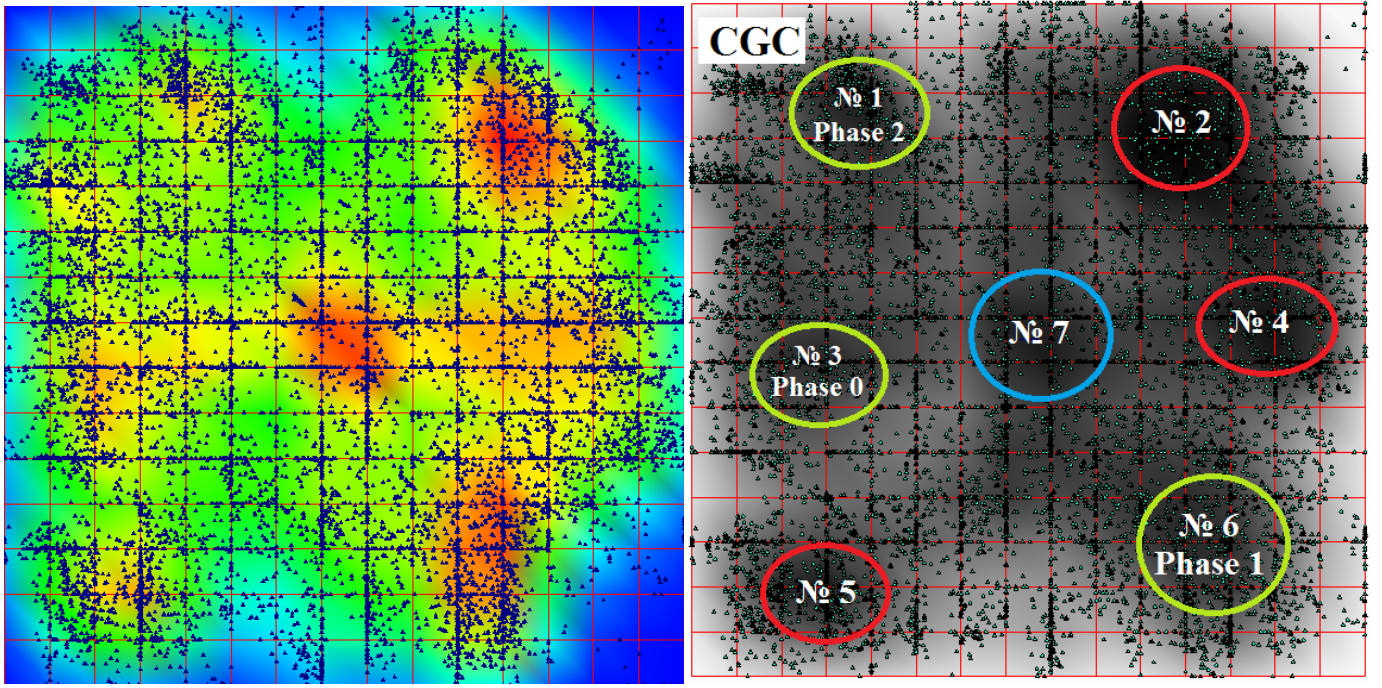 CGC
№ 1
Phase 2
№ 2
№ 3
Phase 0
№ 7
№ 4
№ 5
№ 6
Phase 1